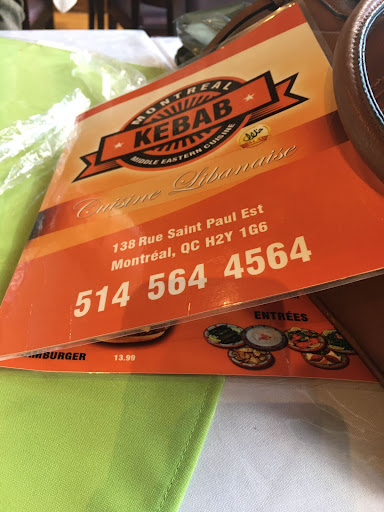 MONTREAL
KEBAB
MIDDLE EASTERN CUISINE
Cuisine Libanaise
138 Rue Saint Paul Est
Montréal, QC H2Y 1G6
514 564 4564
ENTRÉES
MBURGER 13.99